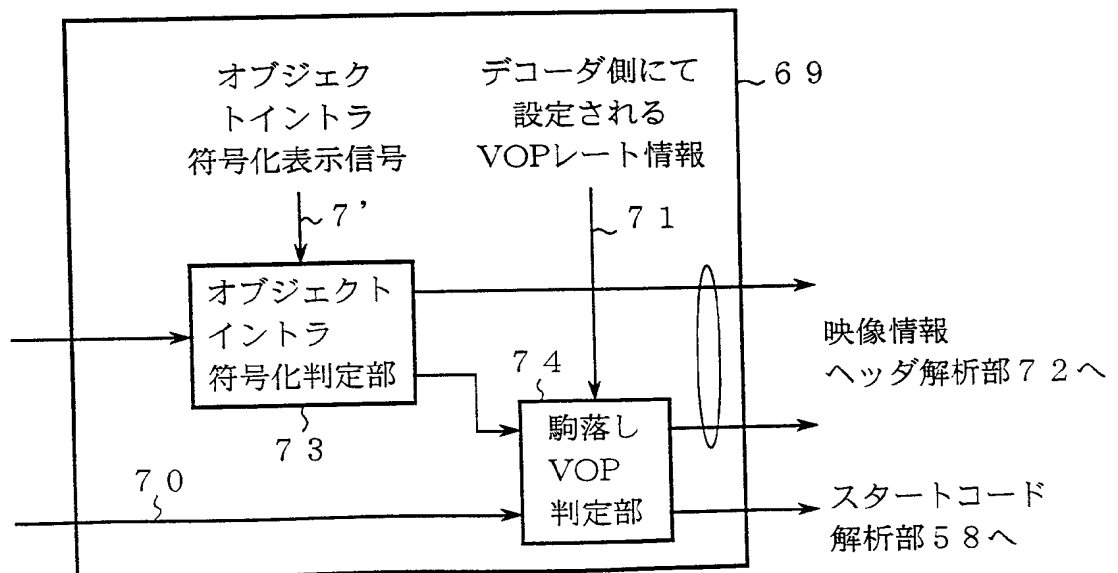 オブジェク
トイントラ
符号化表示信号
デコーダ側にて
設定される
VOPレート情報
69
7'
71
オブジェクト
イントラ
符号化判定部
73
74
駒落し
VOP
判定部
70
映像情報
ヘッダ解析部72へ
スタートコード
解析部58へ